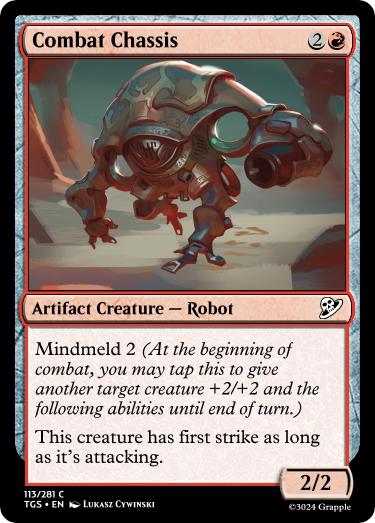 Combat Chassis 2
Artifact Creature — Robot
Mindmeld 2 (At the beginning of
combat, you may tap this to give
another target creature +2/+2 and the
following abilities until end of turn.)
This creature has first strike as long
as it's attacking.
2/2
113/281 C
TGS • EN Lukasz Cywinski
©3024 Grapple